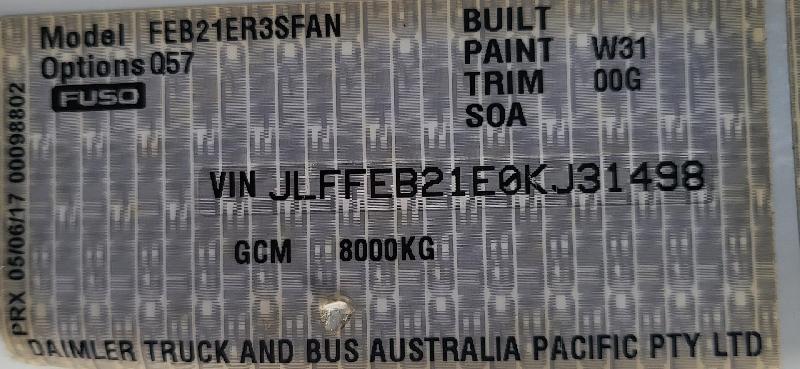 Model FEB21ER3SFAN
Options Q57
FUSO
BUILT
PAINT W31
TRIM 00G
SOA
VIN JLFFEB21E0KJ31498
GCM 8000KG
PRX 05/06/17 00098802
DAIMLER TRUCK AND BUS AUSTRALIA PACIFIC PTY LTD